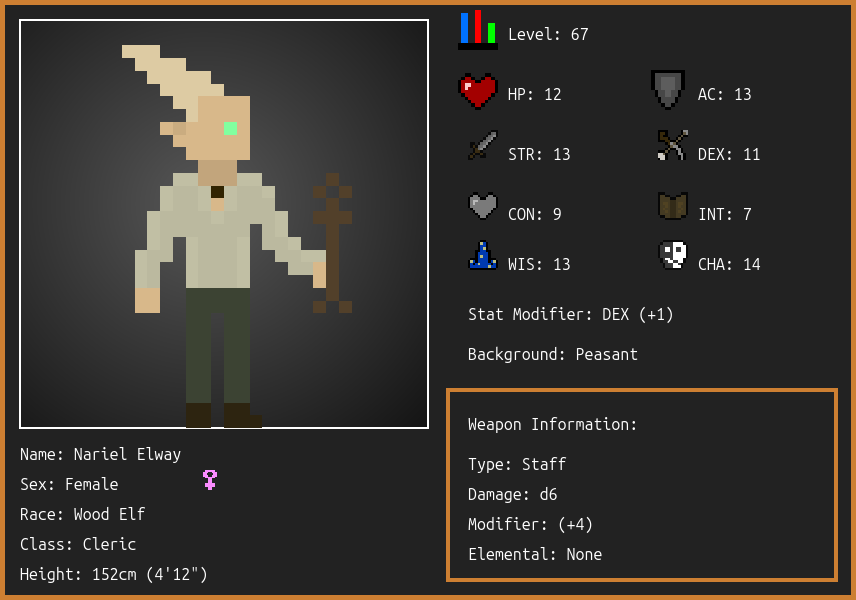 Level: 67
HP: 12
AC: 13
STR: 13
DEX: 11
CON: 9
INT: 7
WIS: 13
CHA: 14
Stat Modifier: DEX (+1)
Background: Peasant
Weapon Information:
Type: Staff
Damage: d6
Modifier: (+4)
Elemental: None
Name: Nariel Elway
Sex: Female
Race: Wood Elf
Class: Cleric
Height: 152cm (4'12")